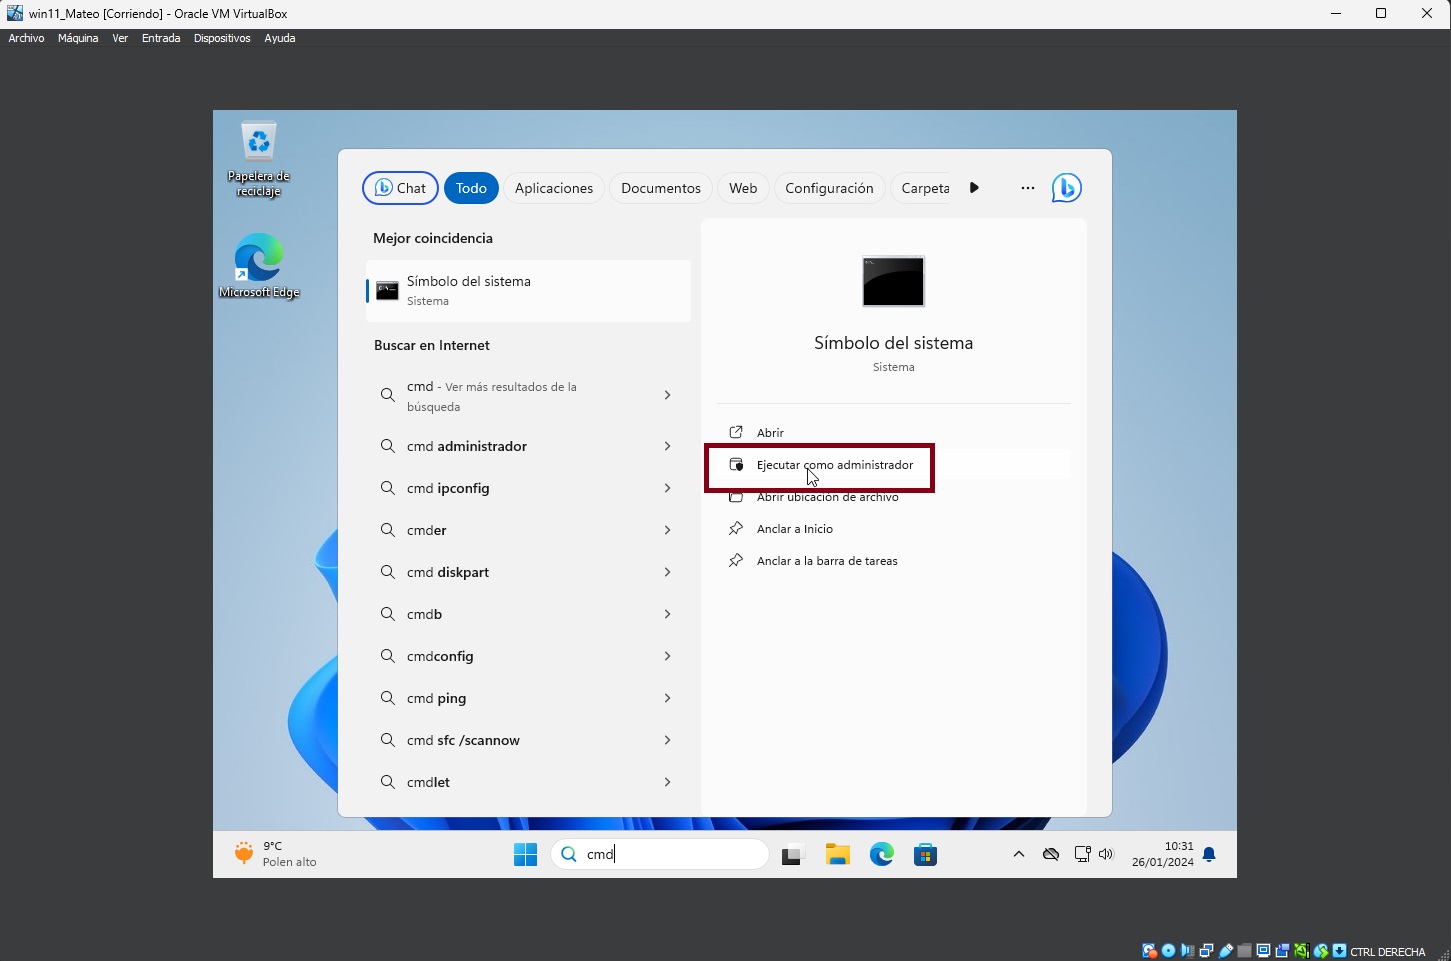 win11_Mateo [Corriendo] - Oracle VM VirtualBox
Archivo Máquina Ver Entrada Dispositivos Ayuda
Papelera de
reciclaje
Microsoft Edge
Chat Todo Aplicaciones Documentos Web Configuración Carpeta
Mejor coincidencia
Símbolo del sistema
Sistema
Buscar en Internet
cmd - Ver más resultados de la
búsqueda
cmd administrador
cmd ipconfig
cmder
cmd diskpart
cmdb
cmdconfig
cmd ping
cmd sfc /scannow
cmdlet
Símbolo del sistema
Sistema
Abrir
Ejecutar como administrador
Abrir ubicación de archivo
Anclar a Inicio
Anclar a la barra de tareas
9°C
Polen alto
cmd
10:31
26/01/2024
CTRL DERECHA